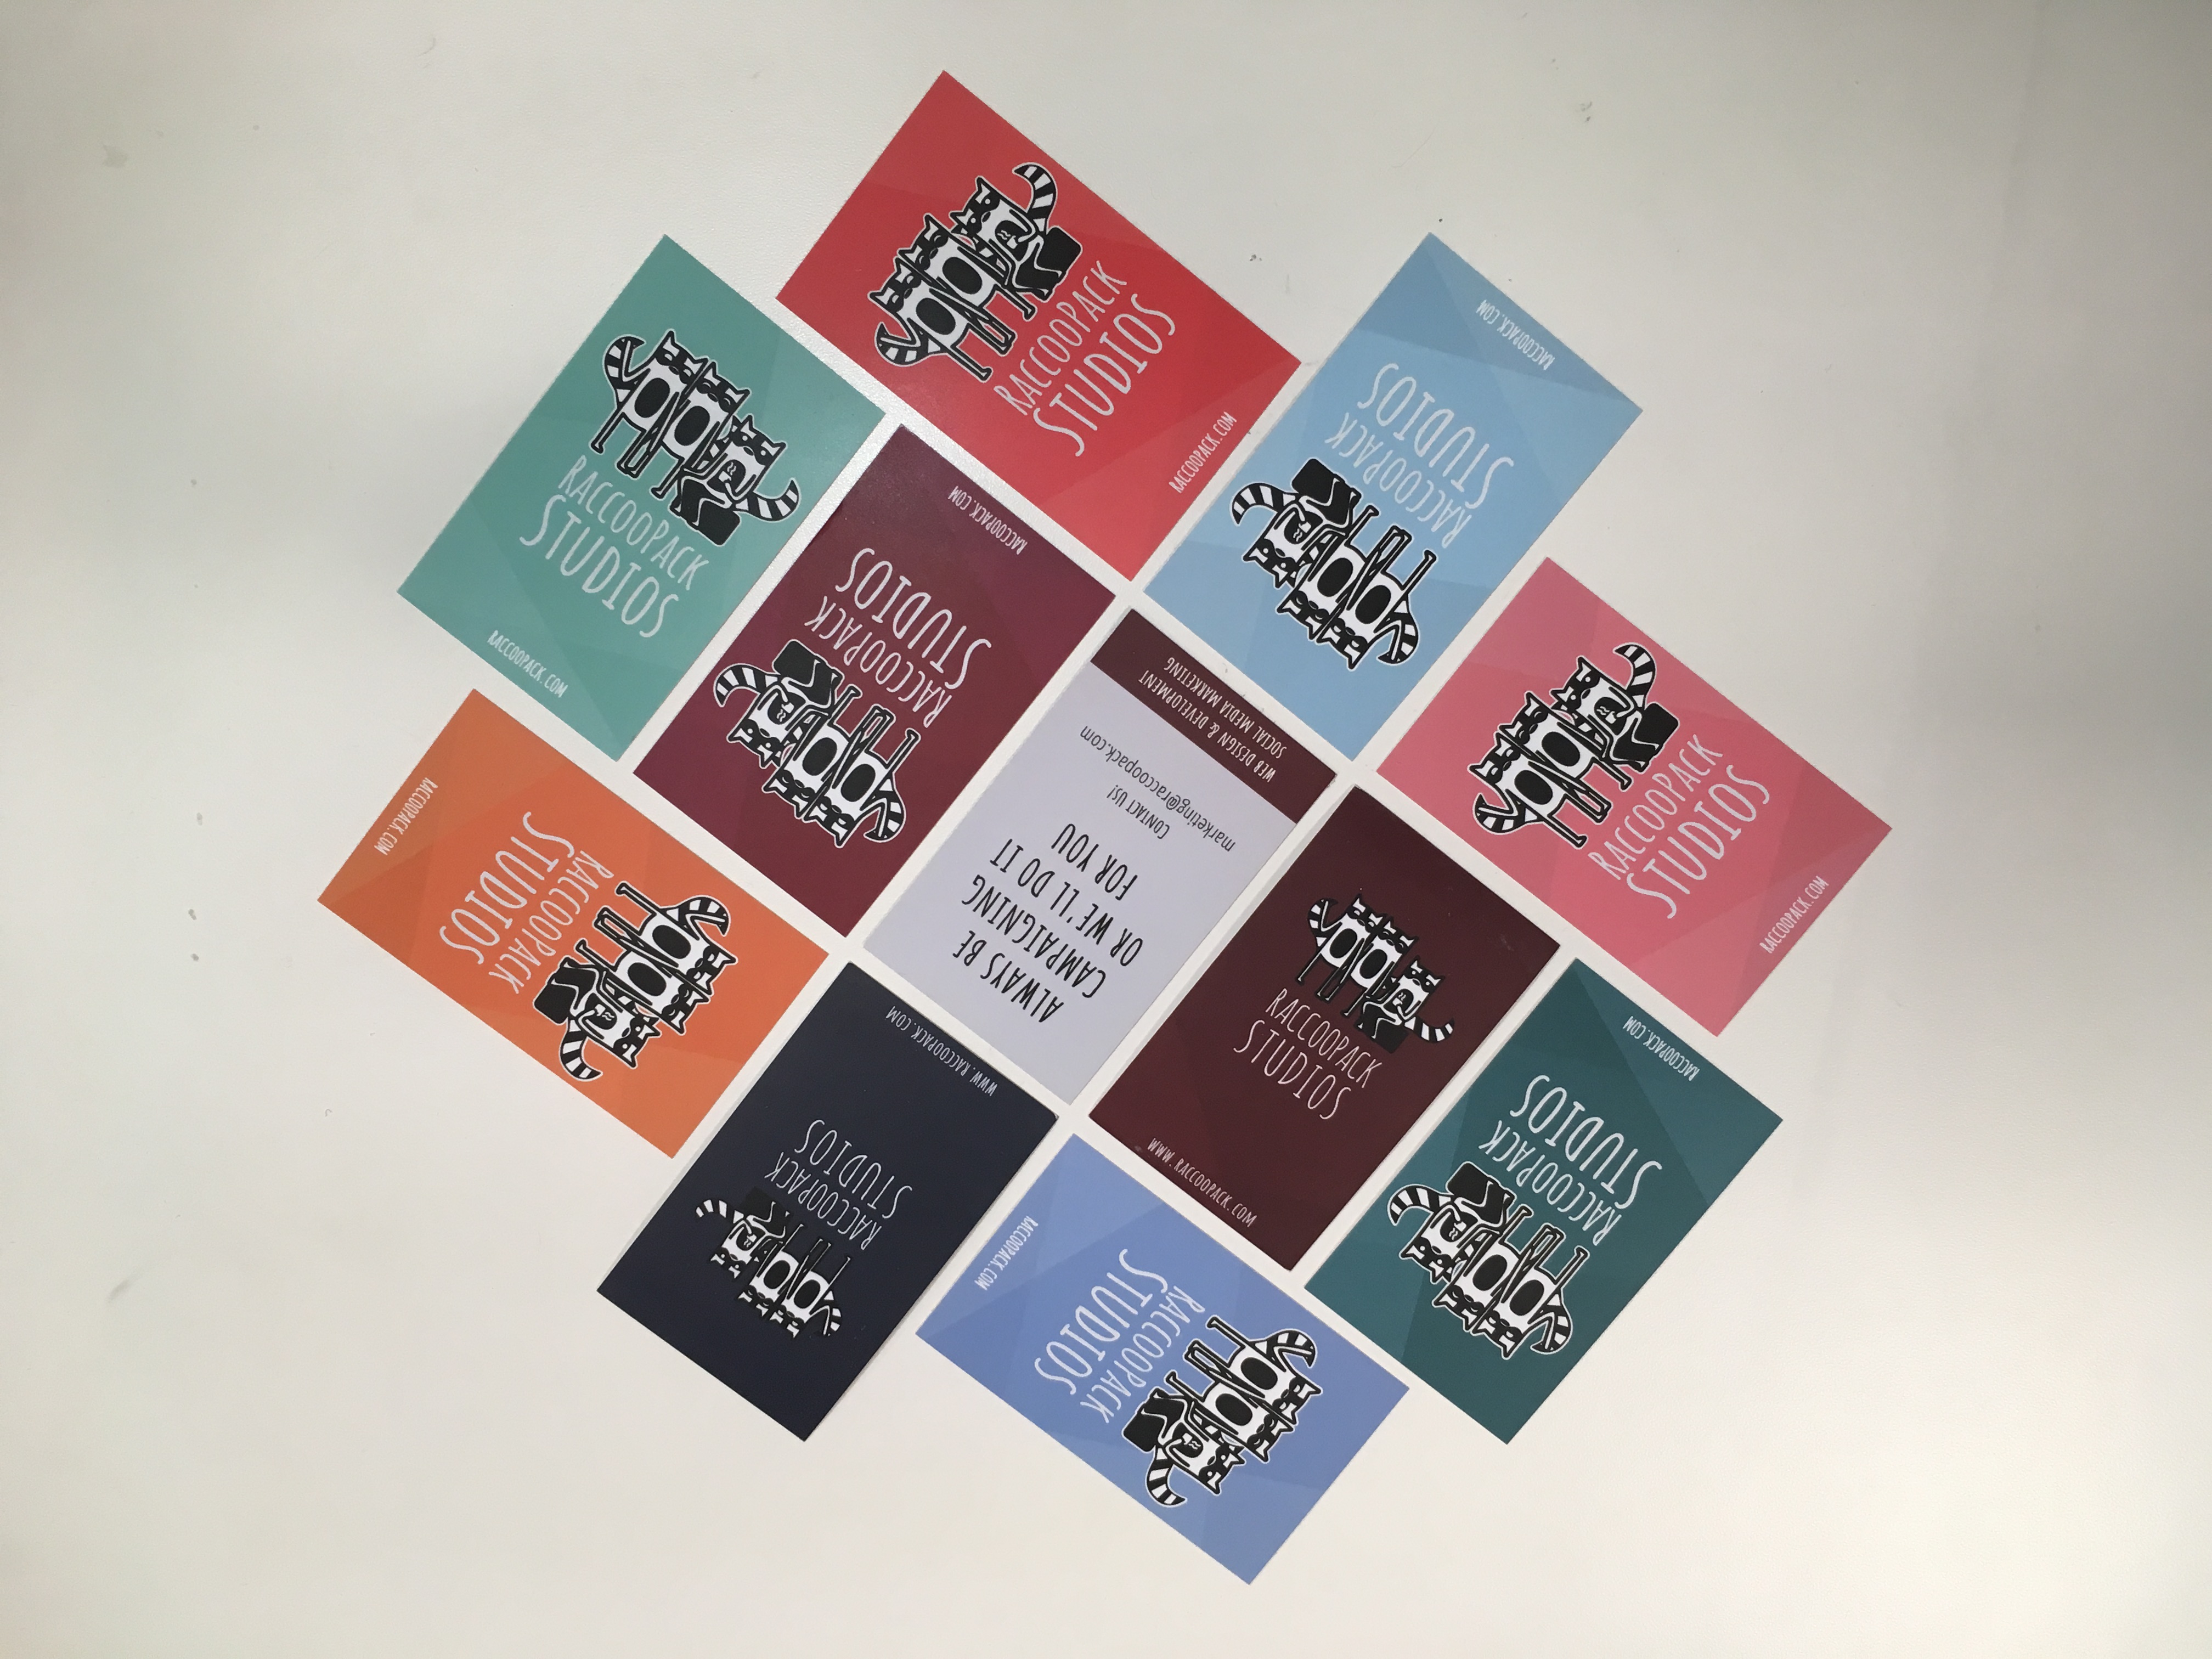 RACCOOPACK
STUDIOS
RACCOOPACK.COM
RACCOOPACK
STUDIOS
RACCOOPACK.COM
RACCOOPACK
STUDIOS
WWW.RACCOOPACK.COM
RACCOOPACK
STUDIOS
WWW.RACCOOPACK.COM
RACCOOPACK
STUDIOS
RACCOOPACK.COM
ALWAYS BE
CAMPAIGNING
OR WE'LL DO IT
FOR YOU
CONTACT US!
marketing@raccoopack.com
WEB DESIGN & DEVELOPMENT
SOCIAL MEDIA MARKETING
RACCOOPACK
STUDIOS
RACCOOPACK.COM
RACCOOPACK
STUDIOS
RACCOOPACK.COM
RACCOOPACK
STUDIOS
RACCOOPACK.COM
RACCOOPACK
STUDIOS
RACCOOPACK.COM
RACCOOPACK
STUDIOS
RACCOOPACK.COM